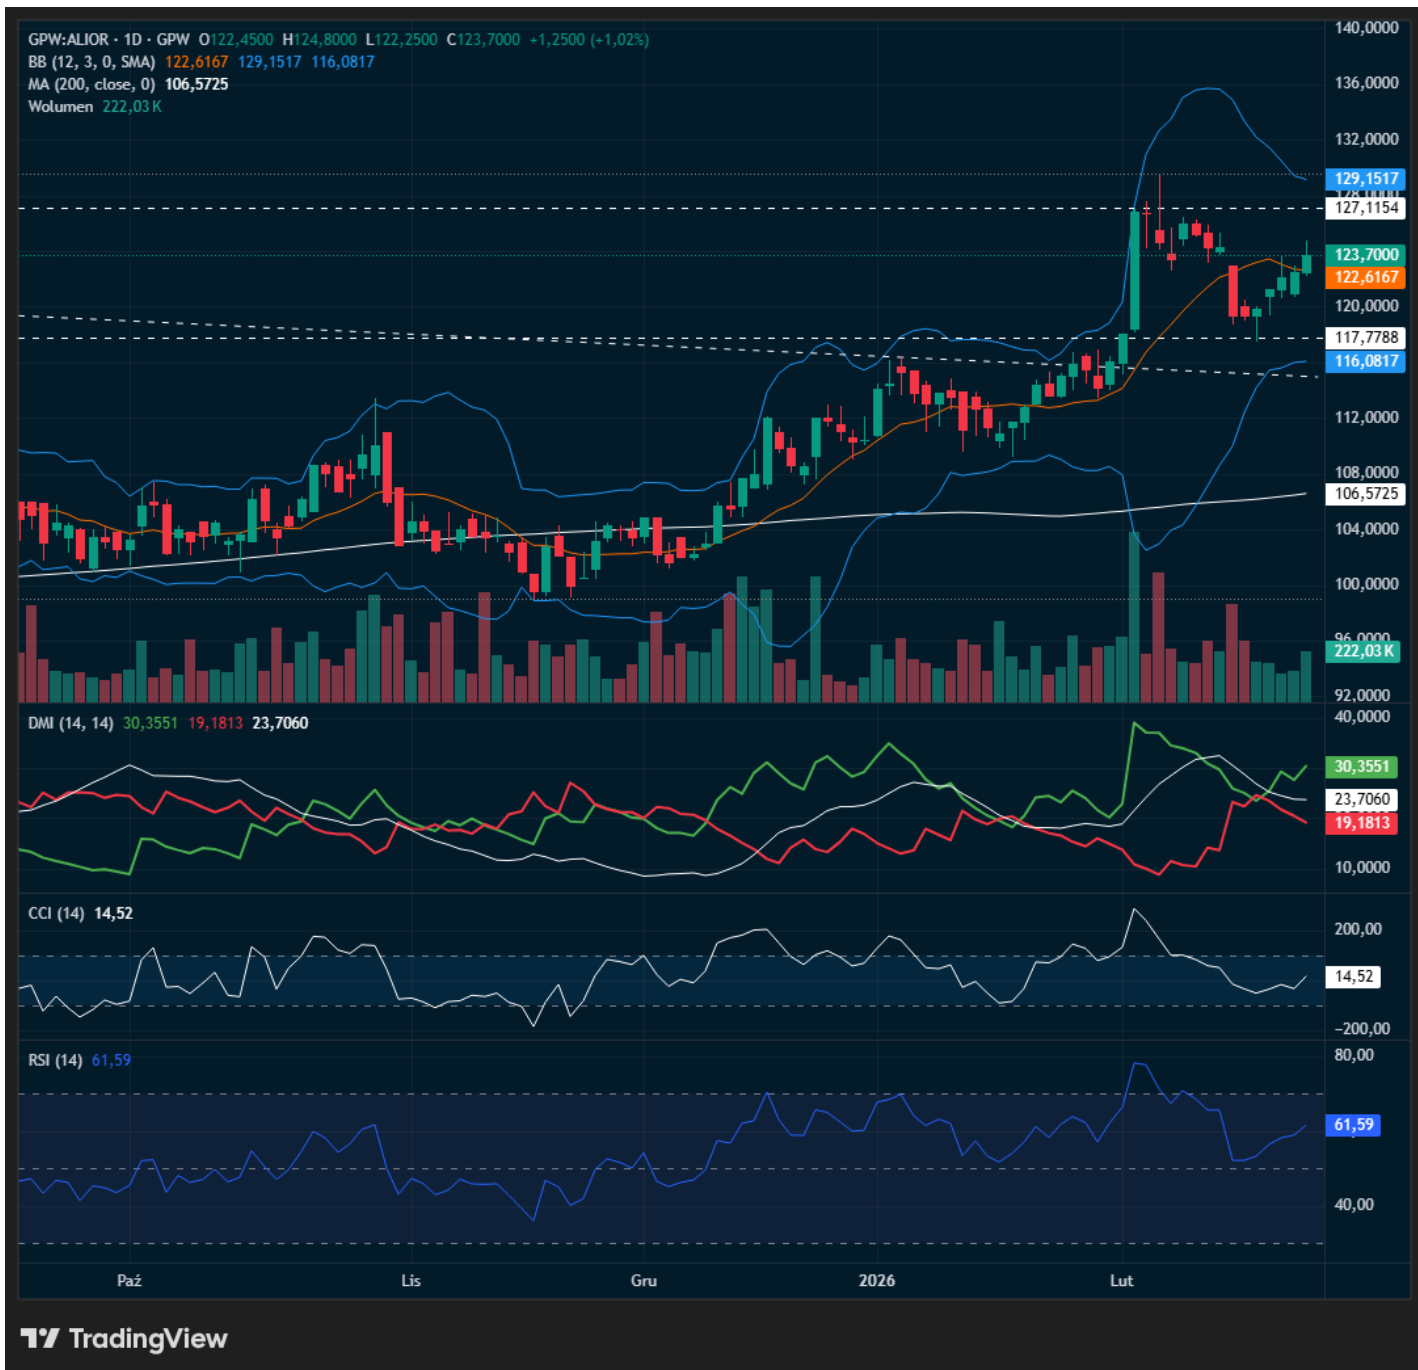 GPW:ALIOR · 1D · GPW O122,4500 H124,8000 L122,2500 C123,7000 +1,2500 (+1,02%)
BB (12, 3, 0, SMA) 122,6167 129,1517 116,0817
MA (200, close, 0) 106,5725
Wolumen 222,03 K
140,0000
136,0000
132,0000
129,1517
128,0000
127,1154
123,7000
122,6167
120,0000
117,7788
116,0817
112,0000
108,0000
106,5725
104,0000
100,0000
96,0000
222,03 K
92,0000
DMI (14, 14) 30,3551 19,1813 23,7060
40,0000
30,3551
23,7060
19,1813
10,0000
CCI (14) 14,52
200,00
14,52
−200,00
RSI (14) 61,59
80,00
61,59
40,00
Paź Lis Gru 2026 Lut
TradingView